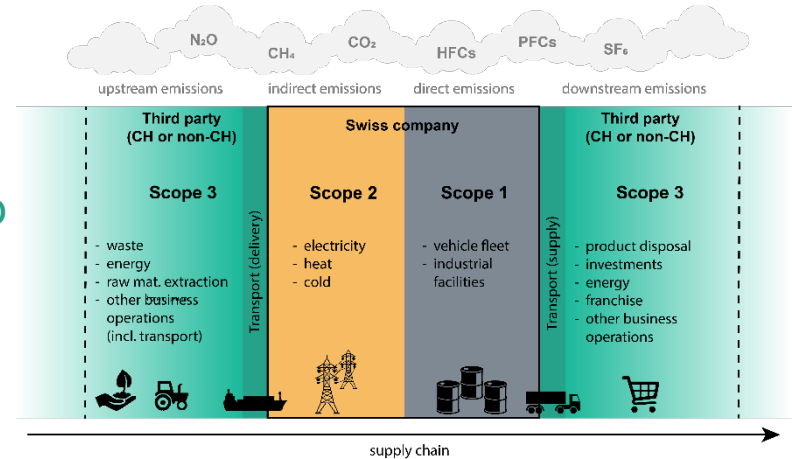 N₂O
CH₄
CO₂
HFCs
PFCs
SF₆
upstream emissions
indirect emissions
direct emissions
downstream emissions
Third party
(CH or non-CH)
Swiss company
Third party
(CH or non-CH)
Scope 3
Scope 2
Scope 1
Scope 3
- waste
- energy
- raw mat. extraction
- other business
operations
(incl. transport)
Transport (delivery)
- electricity
- heat
- cold
- vehicle fleet
- industrial
facilities
Transport (supply)
- product disposal
- investments
- energy
- franchise
- other business
operations
supply chain